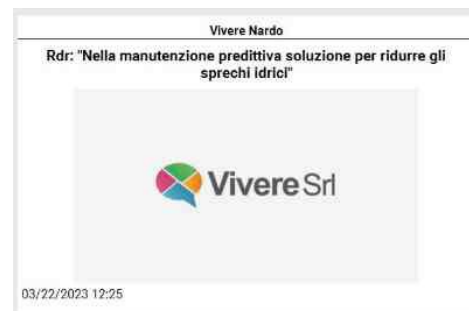 Vivere Nardo
Rdr: "Nella manutenzione predittiva soluzione per ridurre gli
sprechi idrici"
Vivere Srl
03/22/2023 12:25